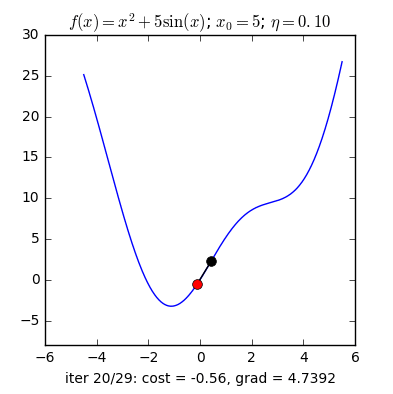 f(x) = x² + 5sin(x); x₀ = 5; η = 0.10
30
25
20
15
10
5
0
−5
−6 −4 −2 0 2 4 6
iter 20/29: cost = -0.56, grad = 4.7392